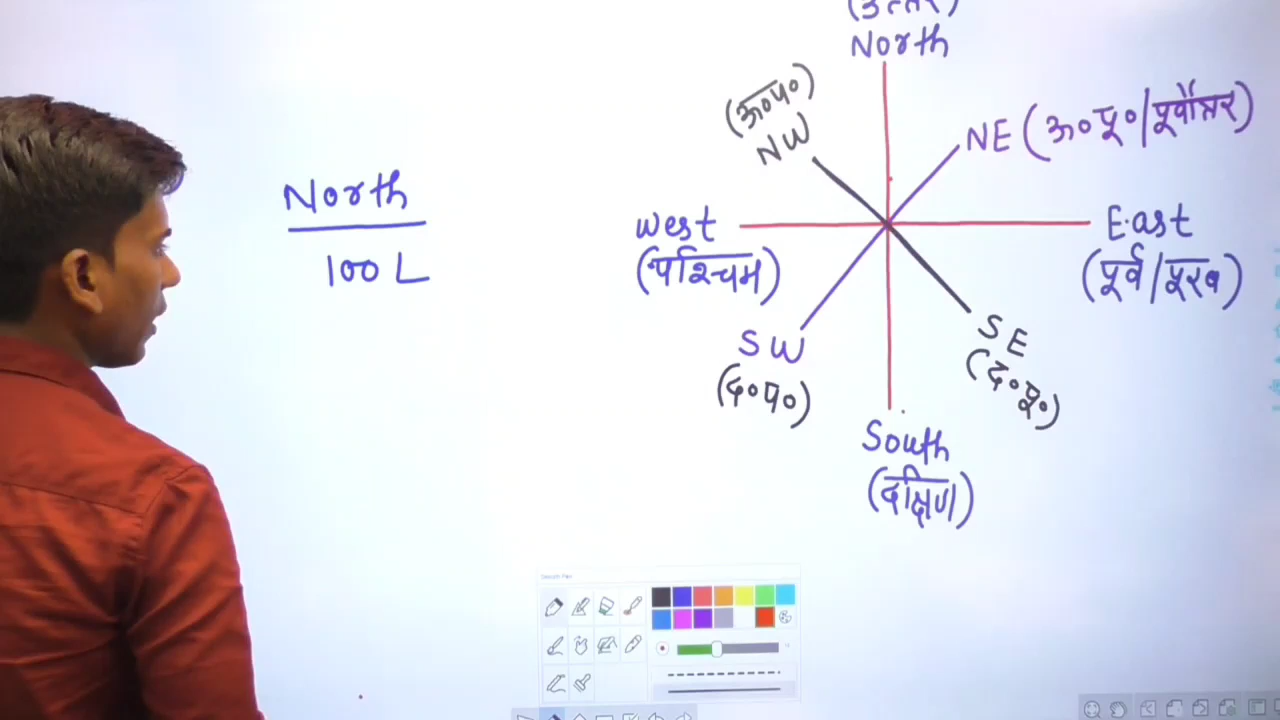 (उत्तर)
North
(उ०प०)
NW
NE (उ०पू०/पूर्वोत्तर)
North
100 L
West
(पश्चिम)
East
(पूर्व/पूरब)
SW
(द०प०)
SE
(द०पू०)
South
(दक्षिण)